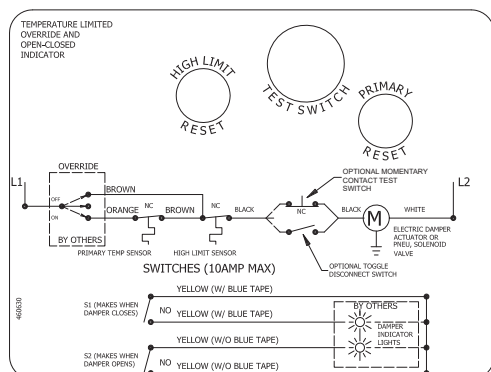 TEMPERATURE LIMITED
OVERRIDE AND
OPEN-CLOSED
INDICATOR
HIGH LIMIT
RESET
TEST SWITCH
PRIMARY
RESET
OVERRIDE
L1
OFF
ON
BY OTHERS
BROWN
ORANGE
NC
BROWN
NC
BLACK
PRIMARY TEMP SENSOR
HIGH LIMIT SENSOR
OPTIONAL MOMENTARY
CONTACT TEST
SWITCH
NC
BLACK
M
WHITE
L2
ELECTRIC DAMPER
ACTUATOR OR
PNEU, SOLENOID
VALVE
OPTIONAL TOGGLE
DISCONNECT SWITCH
SWITCHES (10AMP MAX)
460630
S1 (MAKES WHEN
DAMPER CLOSES)
YELLOW (W/ BLUE TAPE)
NO
YELLOW (W/ BLUE TAPE)
BY OTHERS
DAMPER
INDICATOR
LIGHTS
S2 (MAKES WHEN
DAMPER OPENS)
YELLOW (W/O BLUE TAPE)
NO
YELLOW (W/O BLUE TAPE)